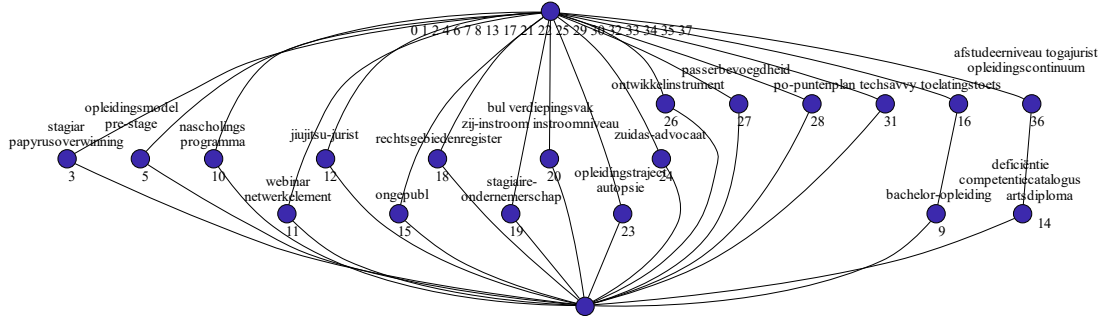 0 1 2 4 6 7 8 13 17 21 22 25 29 30 32 33 34 35 37
afstudeerniveau togajurist
opleidingscontinuum
passerbevoegdheid
ontwikkelinstrument
po-puntenplan techsavvy toelatingstoets
26
27
28
31
16
36
opleidingsmodel
pre-stage
stagiar
papyrusoverwinning
nascholings
programma
jiujitsu-jurist
rechtsgebiedenregister
bul verdiepingsvak
zij-instroom instroomniveau
zuidas-advocaat
3
5
10
12
18
20
24
webinar
netwerkelement
ongepubl
stagiaire-
ondernemerschap
opleidingstraject
autopsie
bachelor-opleiding
deficiëntie
competentiecatalogus
artsdiploma
11
15
19
23
9
14